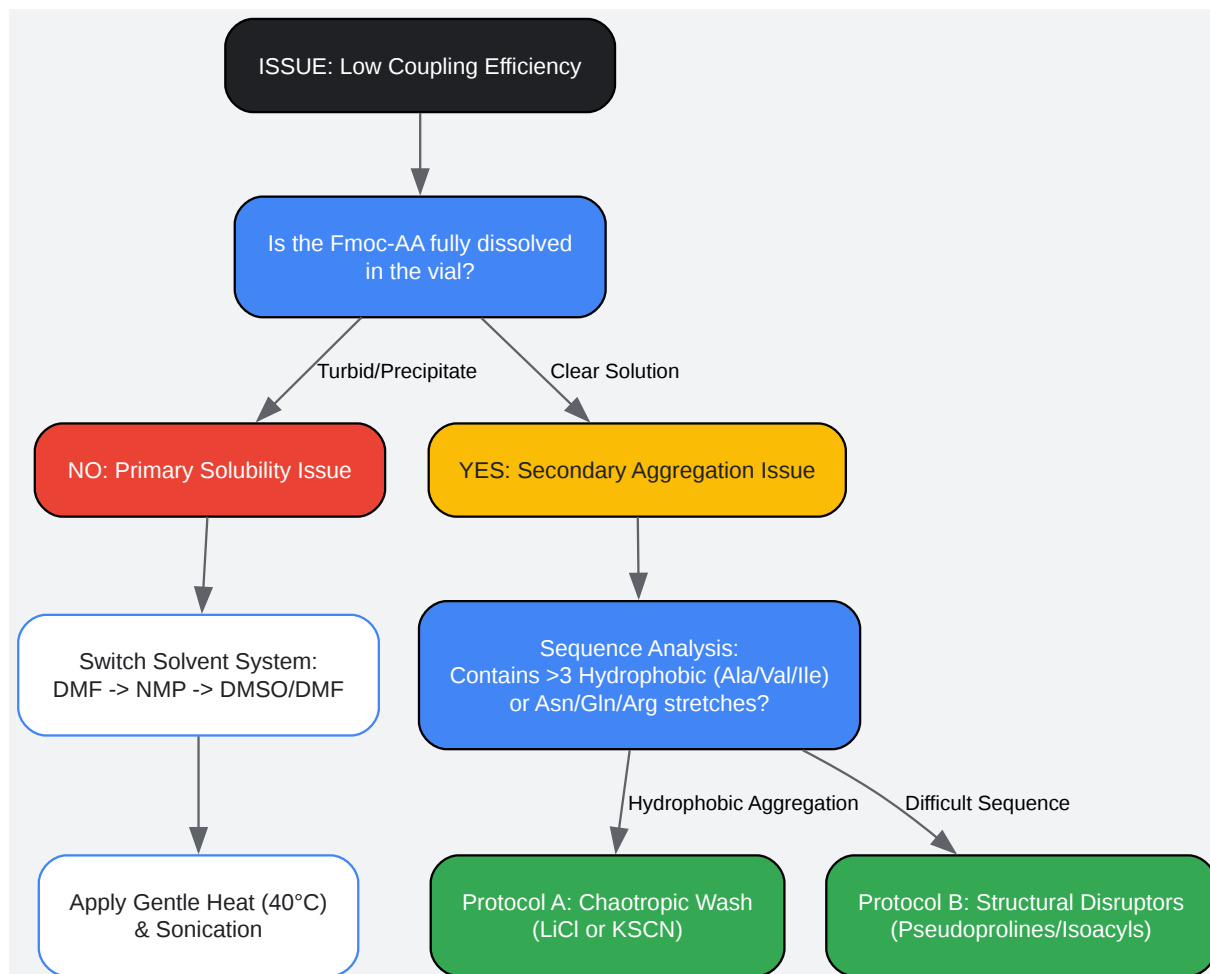 ISSUE: Low Coupling Efficiency
Is the Fmoc-AA fully dissolved
in the vial?
Turbid/Precipitate
Clear Solution
NO: Primary Solubility Issue
YES: Secondary Aggregation Issue
Switch Solvent System:
DMF -> NMP -> DMSO/DMF
Sequence Analysis:
Contains >3 Hydrophobic (Ala/Val/Ile)
or Asn/Gln/Arg stretches?
Hydrophobic Aggregation
Difficult Sequence
Apply Gentle Heat (40°C)
& Sonication
Protocol A: Chaotropic Wash
(LiCl or KSCN)
Protocol B: Structural Disruptors
(Pseudoprolines/Isoacyls)